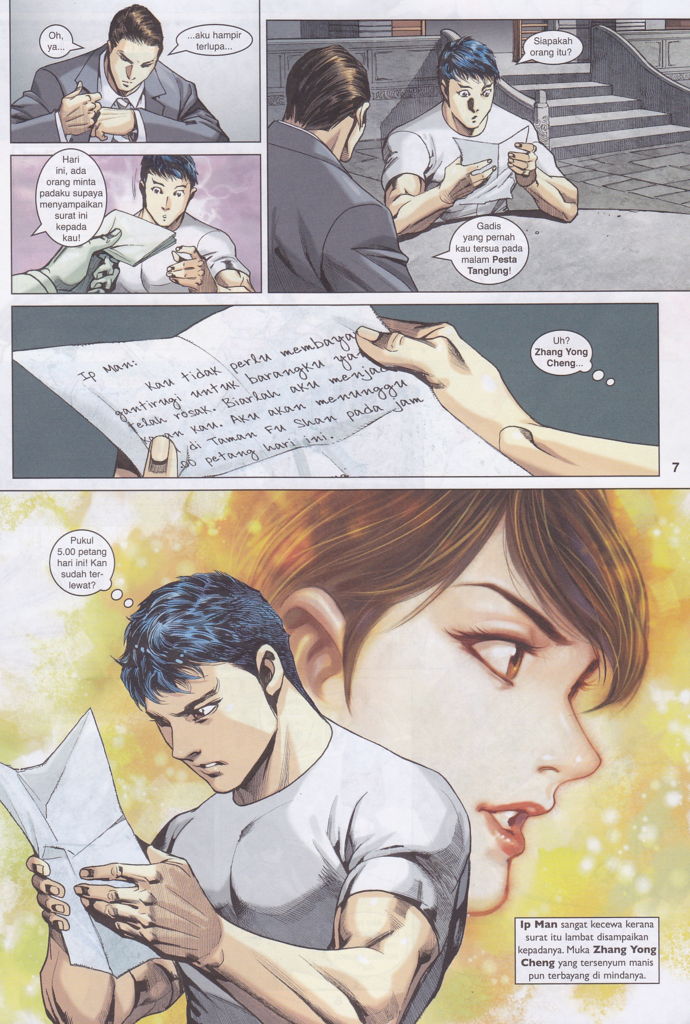 Oh,
ya...
...aku hampir
terlupa...
Siapakah
orang itu?
Hari
ini, ada
orang minta
padaku supaya
menyampaikan
surat ini
kepada
kau!
Gadis
yang pernah
kau tersua pada
malam Pesta
Tanglung!
Ip Man:
Kau tidak perlu membaya
gantirugi untuk barangku ya
telah rosak. Biarlah aku menja
kau. Aku akan menunggu
di Taman Fu Shan pada jam
00 petang hari ini.
Uh?
Zhang Yong
Cheng...
7
Pukul
5.00 petang
hari ini! Kan
sudah ter-
lewat?
Ip Man sangat kecewa kerana
surat itu lambat disampaikan
kepadanya. Muka Zhang Yong
Cheng yang tersenyum manis
pun terbayang di mindanya.